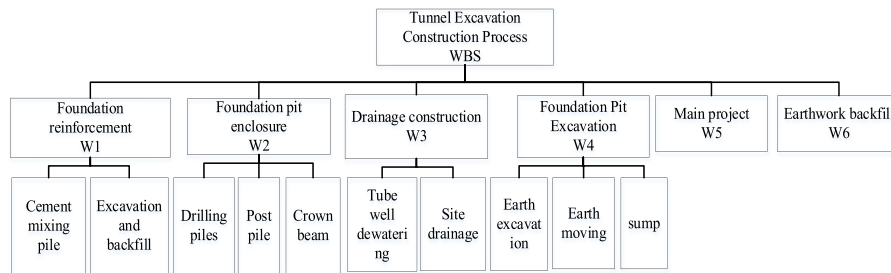 Tunnel Excavation
Construction Process
WBS
Foundation
reinforcement
W1
Foundation pit
enclosure
W2
Drainage construction
W3
Foundation Pit
Excavation
W4
Main project
W5
Earthwork backfill
W6
Cement
mixing
pile
Excavation
and
backfill
Drilling
piles
Post
pile
Crown
beam
Tube
well
dewateri
ng
Site
drainage
Earth
excavat
ion
Earth
moving
sump